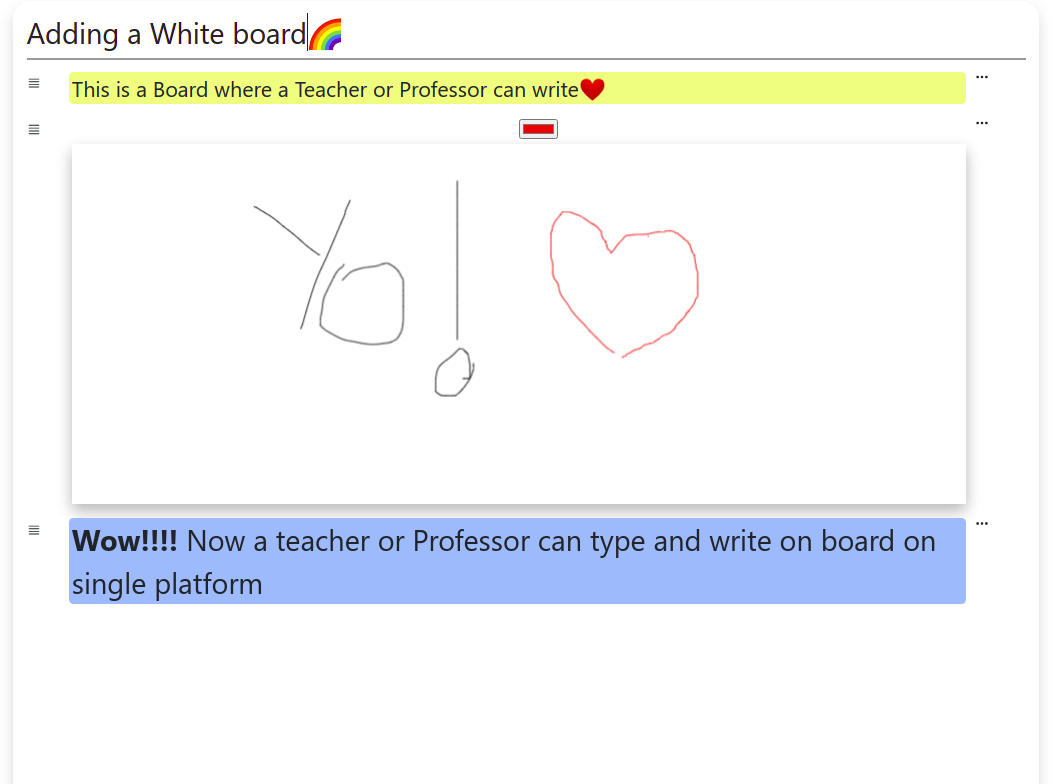 Adding a White board🌈
This is a Board where a Teacher or Professor can write❤️
Yo!
Wow!!!! Now a teacher or Professor can type and write on board on
single platform